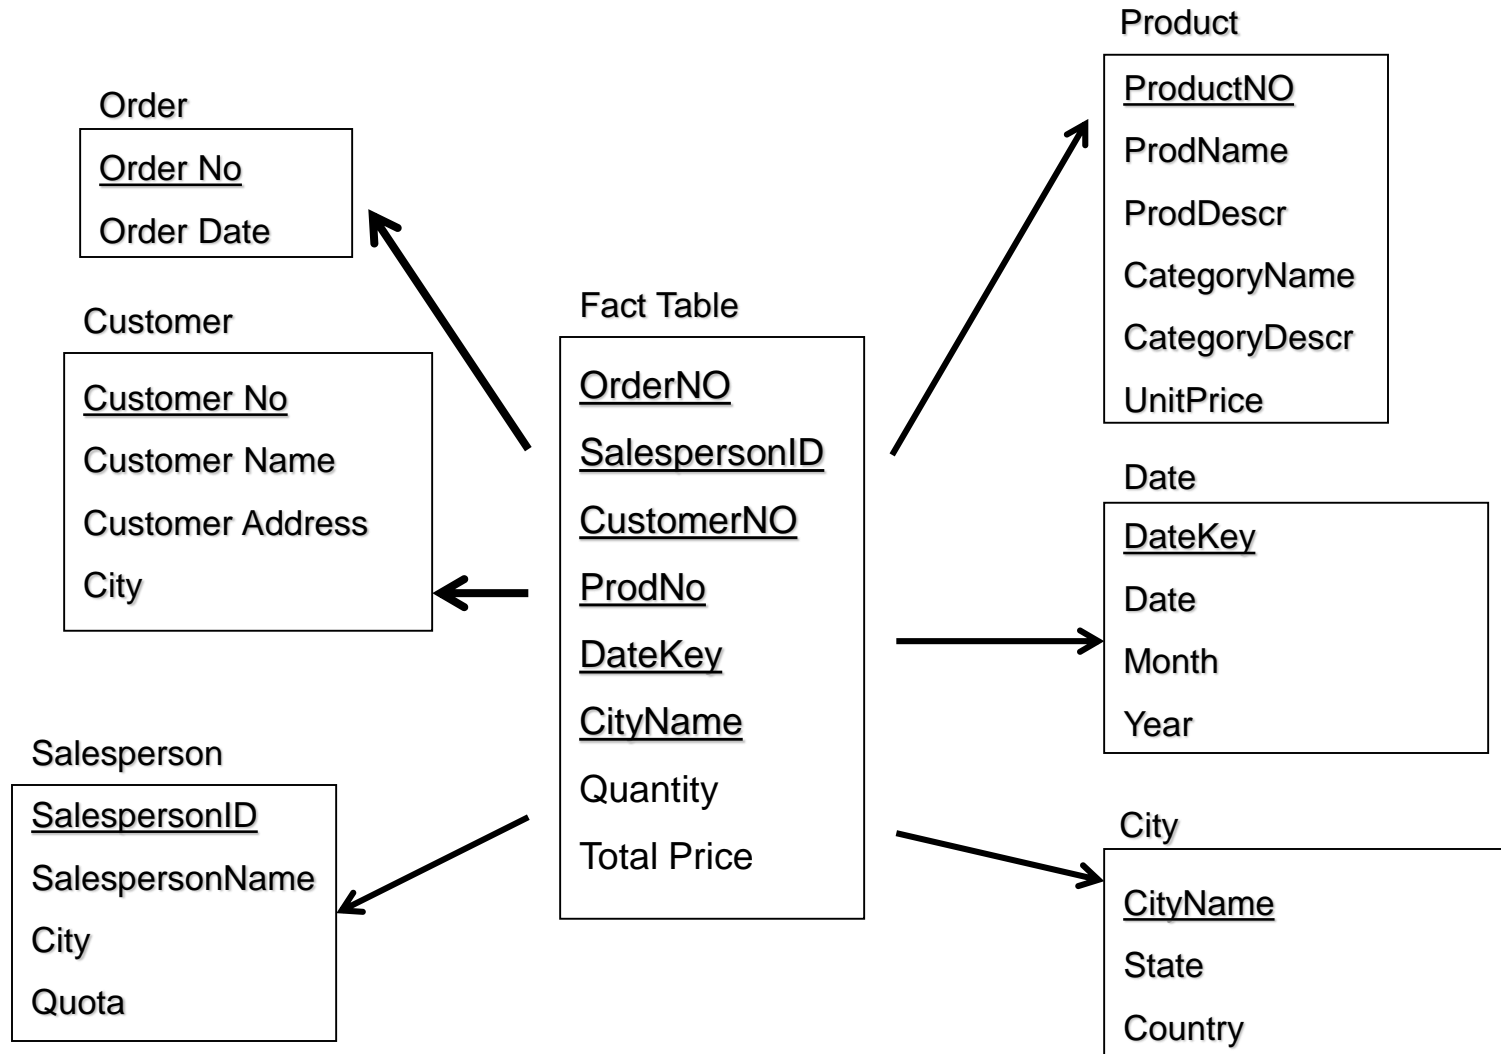 Order
Order No
Order Date
Customer
Customer No
Customer Name
Customer Address
City
Salesperson
SalespersonID
SalespersonName
City
Quota
Fact Table
OrderNO
SalespersonID
CustomerNO
ProdNo
DateKey
CityName
Quantity
Total Price
Product
ProductNO
ProdName
ProdDescr
CategoryName
CategoryDescr
UnitPrice
Date
DateKey
Date
Month
Year
City
CityName
State
Country